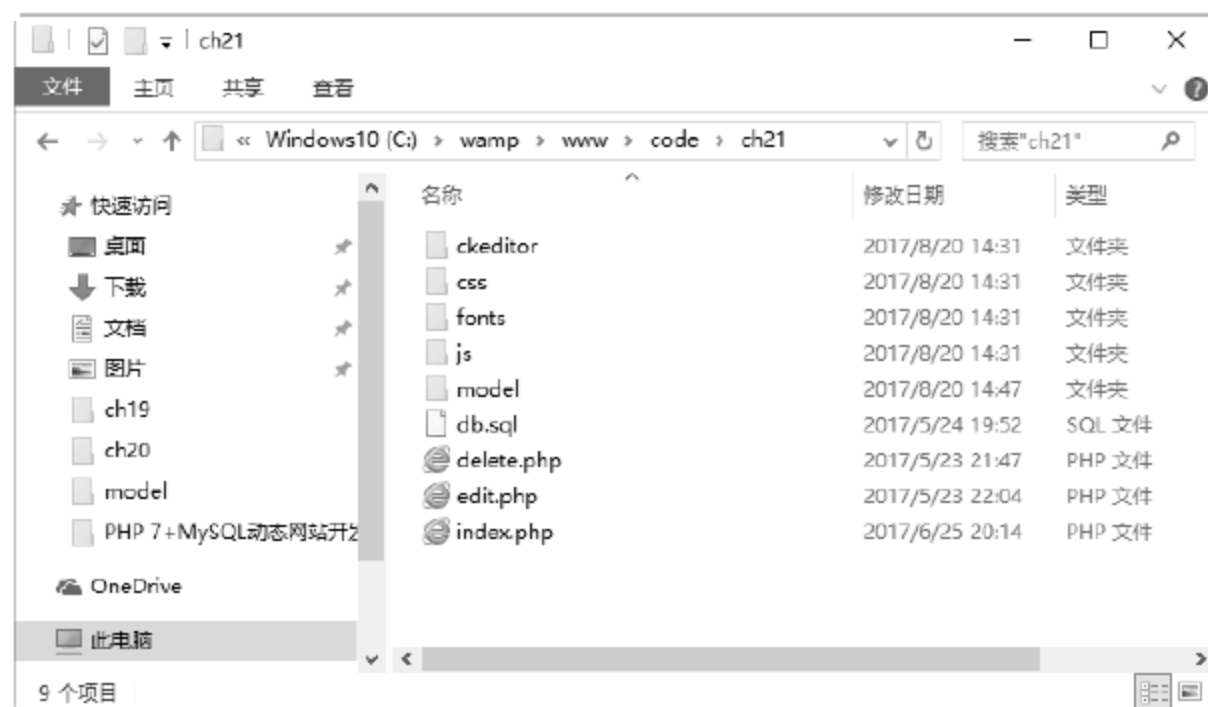 ch21
文件 主页 共享 查看
« Windows10 (C:) > wamp > www > code > ch21 搜索"ch21"
快速访问
桌面
下载
文档
图片
ch19
ch20
model
PHP 7+MySQL动态网站开发
OneDrive
此电脑
名称 修改日期 类型
ckeditor 2017/8/20 14:31 文件夹
css 2017/8/20 14:31 文件夹
fonts 2017/8/20 14:31 文件夹
js 2017/8/20 14:31 文件夹
model 2017/8/20 14:47 文件夹
db.sql 2017/5/24 19:52 SQL 文件
delete.php 2017/5/23 21:47 PHP 文件
edit.php 2017/5/23 22:04 PHP 文件
index.php 2017/6/25 20:14 PHP 文件
9 个项目